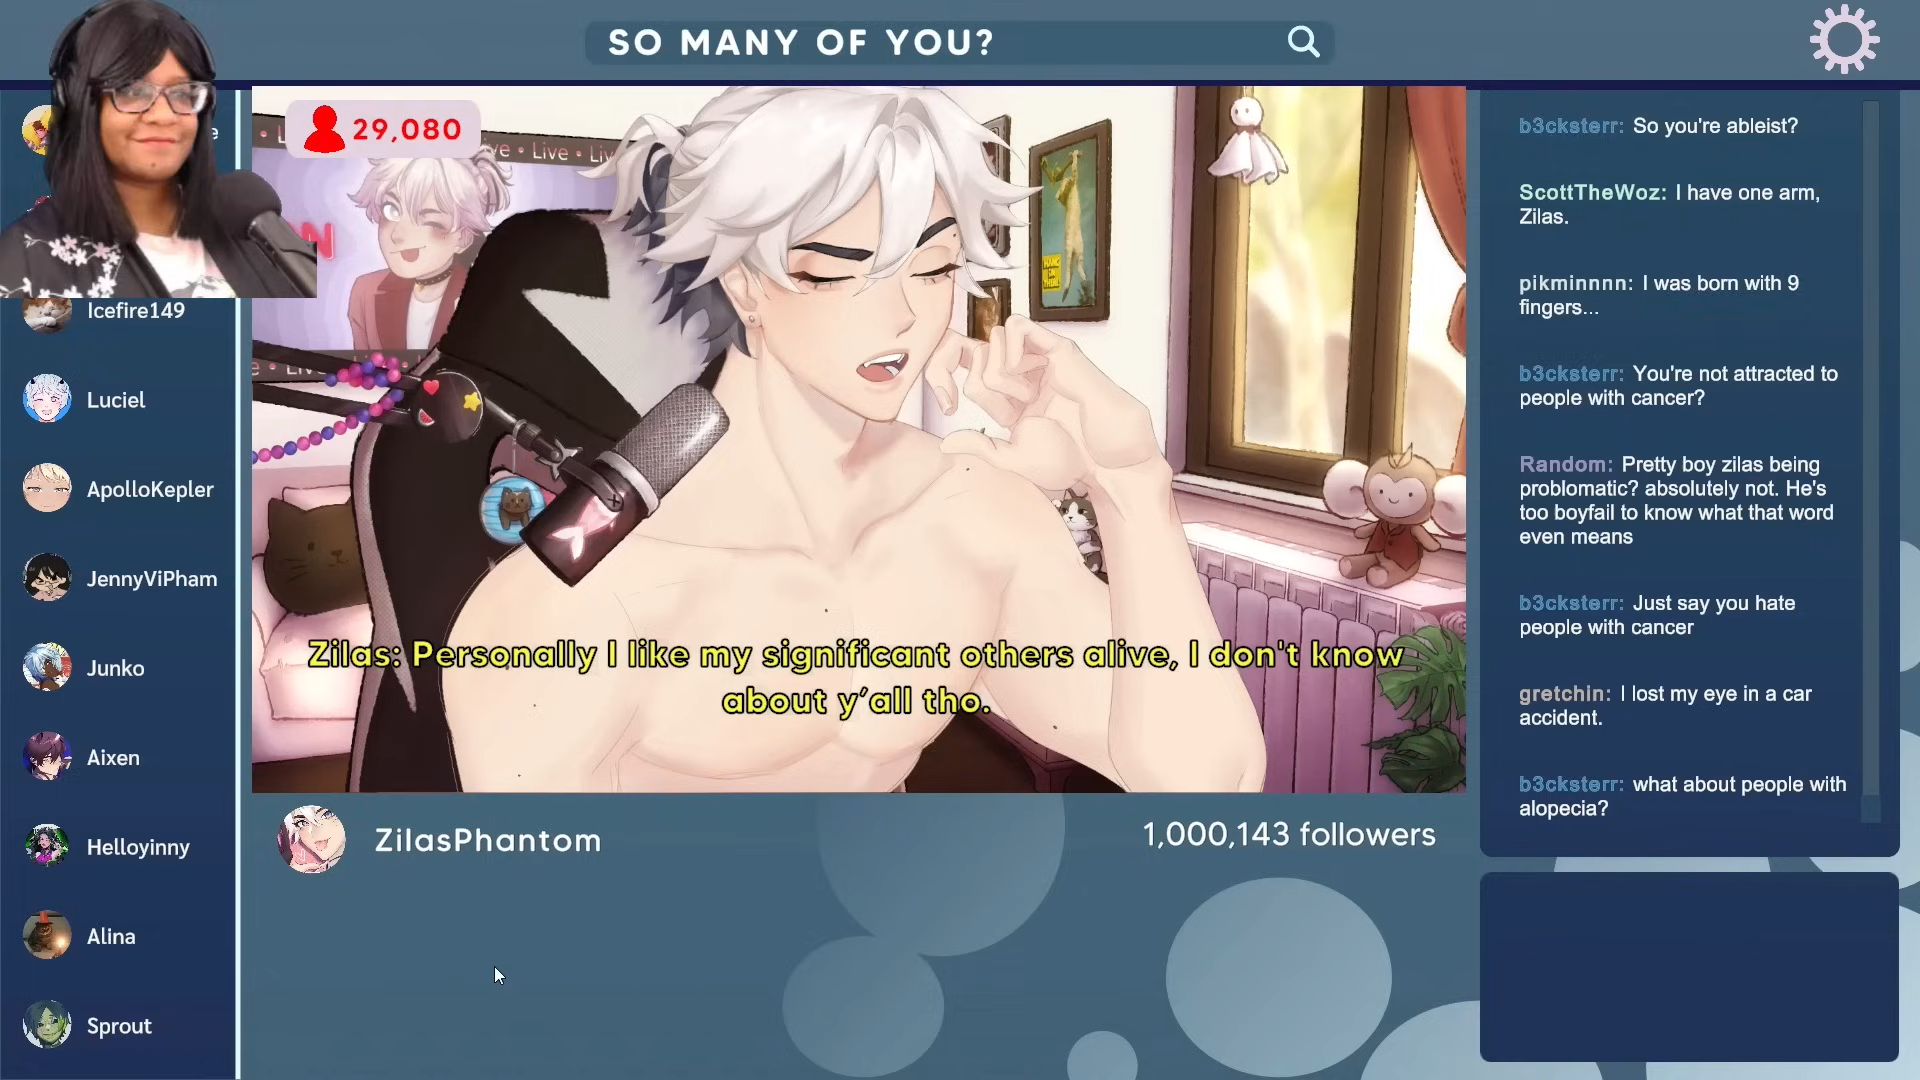 SO MANY OF YOU?
29,080
ve • Live • Liv
N
e • Liv
Zilas: Personally I like my significant others alive, I don't know
about y'all tho.
ZilasPhantom
1,000,143 followers
Icefire149
Luciel
ApolloKepler
JennyViPham
Junko
Aixen
Helloyinny
Alina
Sprout
b3cksterr: So you're ableist?
ScottTheWoz: I have one arm,
Zilas.
pikminnnn: I was born with 9
fingers...
b3cksterr: You're not attracted to
people with cancer?
Random: Pretty boy zilas being
problomatic? absolutely not. He's
too boyfail to know what that word
even means
b3cksterr: Just say you hate
people with cancer
gretchin: I lost my eye in a car
accident.
b3cksterr: what about people with
alopecia?